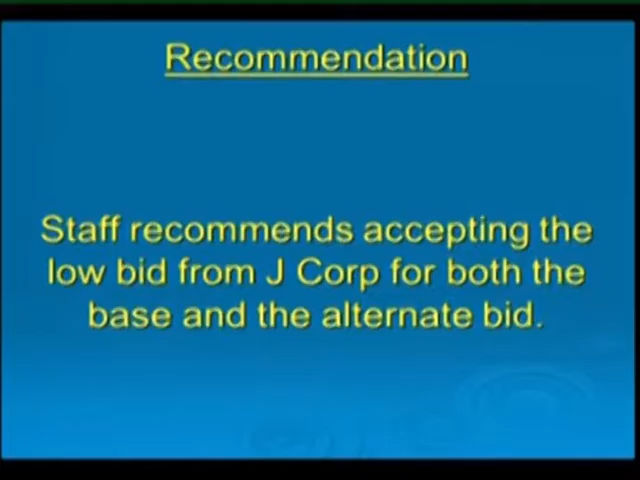 Recommendation
Staff recommends accepting the
low bid from J Corp for both the
base and the alternate bid.